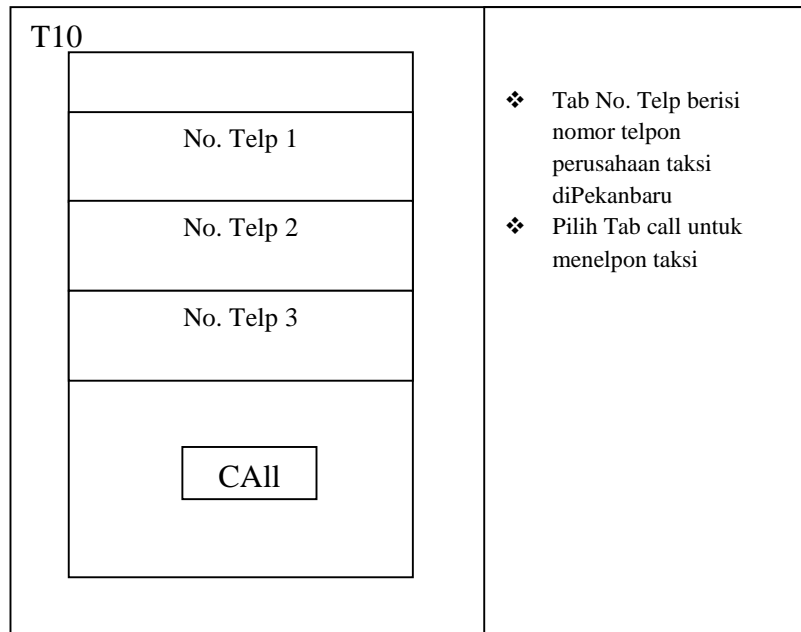 T10
No. Telp 1
No. Telp 2
No. Telp 3
CAll
❖ Tab No. Telp berisi
nomor telpon
perusahaan taksi
diPekanbaru
❖ Pilih Tab call untuk
menelpon taksi